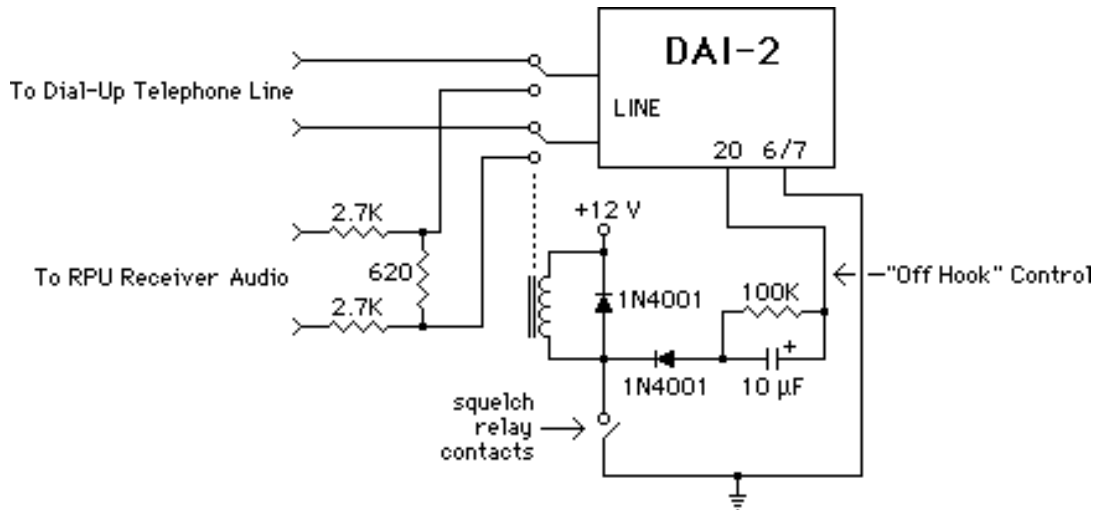 DAI-2
To Dial-Up Telephone Line
LINE
20 6/7
2.7K
+12 V
620
To RPU Receiver Audio
"Off Hook" Control
1N4001
100K
2.7K
1N4001
+
10 µF
squelch
relay
contacts